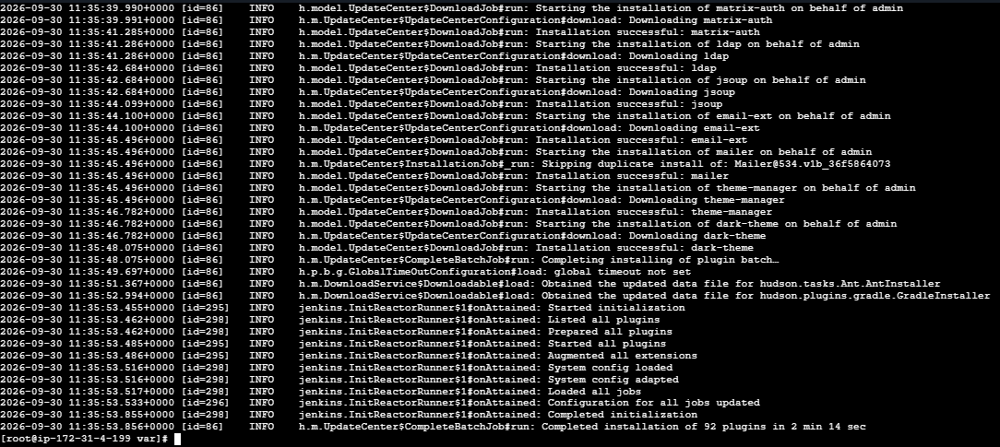 2026-09-30 11:35:39.990+0000 [id=86] INFO h.model.UpdateCenter$DownloadJob#run: Starting the installation of matrix-auth on behalf of admin
2026-09-30 11:35:39.991+0000 [id=86] INFO h.m.UpdateCenter$UpdateCenterConfiguration#download: Downloading matrix-auth
2026-09-30 11:35:41.285+0000 [id=86] INFO h.model.UpdateCenter$DownloadJob#run: Installation successful: matrix-auth
2026-09-30 11:35:41.286+0000 [id=86] INFO h.model.UpdateCenter$DownloadJob#run: Starting the installation of ldap on behalf of admin
2026-09-30 11:35:41.286+0000 [id=86] INFO h.m.UpdateCenter$UpdateCenterConfiguration#download: Downloading ldap
2026-09-30 11:35:42.684+0000 [id=86] INFO h.model.UpdateCenter$DownloadJob#run: Installation successful: ldap
2026-09-30 11:35:42.684+0000 [id=86] INFO h.model.UpdateCenter$DownloadJob#run: Starting the installation of jsoup on behalf of admin
2026-09-30 11:35:42.684+0000 [id=86] INFO h.m.UpdateCenter$UpdateCenterConfiguration#download: Downloading jsoup
2026-09-30 11:35:44.099+0000 [id=86] INFO h.model.UpdateCenter$DownloadJob#run: Installation successful: jsoup
2026-09-30 11:35:44.100+0000 [id=86] INFO h.model.UpdateCenter$DownloadJob#run: Starting the installation of email-ext on behalf of admin
2026-09-30 11:35:44.100+0000 [id=86] INFO h.m.UpdateCenter$UpdateCenterConfiguration#download: Downloading email-ext
2026-09-30 11:35:45.496+0000 [id=86] INFO h.model.UpdateCenter$DownloadJob#run: Installation successful: email-ext
2026-09-30 11:35:45.496+0000 [id=86] INFO h.model.UpdateCenter$DownloadJob#run: Starting the installation of mailer on behalf of admin
2026-09-30 11:35:45.496+0000 [id=86] INFO h.m.UpdateCenter$InstallationJob#_run: Skipping duplicate install of: Mailer@534.v1b_36f5864073
2026-09-30 11:35:45.496+0000 [id=86] INFO h.model.UpdateCenter$DownloadJob#run: Installation successful: mailer
2026-09-30 11:35:45.496+0000 [id=86] INFO h.model.UpdateCenter$DownloadJob#run: Starting the installation of theme-manager on behalf of admin
2026-09-30 11:35:45.496+0000 [id=86] INFO h.m.UpdateCenter$UpdateCenterConfiguration#download: Downloading theme-manager
2026-09-30 11:35:46.782+0000 [id=86] INFO h.model.UpdateCenter$DownloadJob#run: Installation successful: theme-manager
2026-09-30 11:35:46.782+0000 [id=86] INFO h.model.UpdateCenter$DownloadJob#run: Starting the installation of dark-theme on behalf of admin
2026-09-30 11:35:46.782+0000 [id=86] INFO h.m.UpdateCenter$UpdateCenterConfiguration#download: Downloading dark-theme
2026-09-30 11:35:48.075+0000 [id=86] INFO h.model.UpdateCenter$DownloadJob#run: Installation successful: dark-theme
2026-09-30 11:35:48.075+0000 [id=86] INFO h.m.UpdateCenter$CompleteBatchJob#run: Completing installing of plugin batch…
2026-09-30 11:35:49.697+0000 [id=86] INFO h.p.b.g.GlobalTimeOutConfiguration#load: global timeout not set
2026-09-30 11:35:51.367+0000 [id=86] INFO h.m.DownloadService$Downloadable#load: Obtained the updated data file for hudson.tasks.Ant.AntInstaller
2026-09-30 11:35:52.994+0000 [id=86] INFO h.m.DownloadService$Downloadable#load: Obtained the updated data file for hudson.plugins.gradle.GradleInstaller
2026-09-30 11:35:53.455+0000 [id=295] INFO jenkins.InitReactorRunner$1#onAttained: Started initialization
2026-09-30 11:35:53.462+0000 [id=298] INFO jenkins.InitReactorRunner$1#onAttained: Listed all plugins
2026-09-30 11:35:53.462+0000 [id=298] INFO jenkins.InitReactorRunner$1#onAttained: Prepared all plugins
2026-09-30 11:35:53.485+0000 [id=295] INFO jenkins.InitReactorRunner$1#onAttained: Started all plugins
2026-09-30 11:35:53.486+0000 [id=295] INFO jenkins.InitReactorRunner$1#onAttained: Augmented all extensions
2026-09-30 11:35:53.516+0000 [id=298] INFO jenkins.InitReactorRunner$1#onAttained: System config loaded
2026-09-30 11:35:53.516+0000 [id=298] INFO jenkins.InitReactorRunner$1#onAttained: System config adapted
2026-09-30 11:35:53.517+0000 [id=298] INFO jenkins.InitReactorRunner$1#onAttained: Loaded all jobs
2026-09-30 11:35:53.533+0000 [id=296] INFO jenkins.InitReactorRunner$1#onAttained: Configuration for all jobs updated
2026-09-30 11:35:53.855+0000 [id=298] INFO jenkins.InitReactorRunner$1#onAttained: Completed initialization
2026-09-30 11:35:53.856+0000 [id=86] INFO h.m.UpdateCenter$CompleteBatchJob#run: Completed installation of 92 plugins in 2 min 14 sec
[root@ip-172-31-4-199 var]#